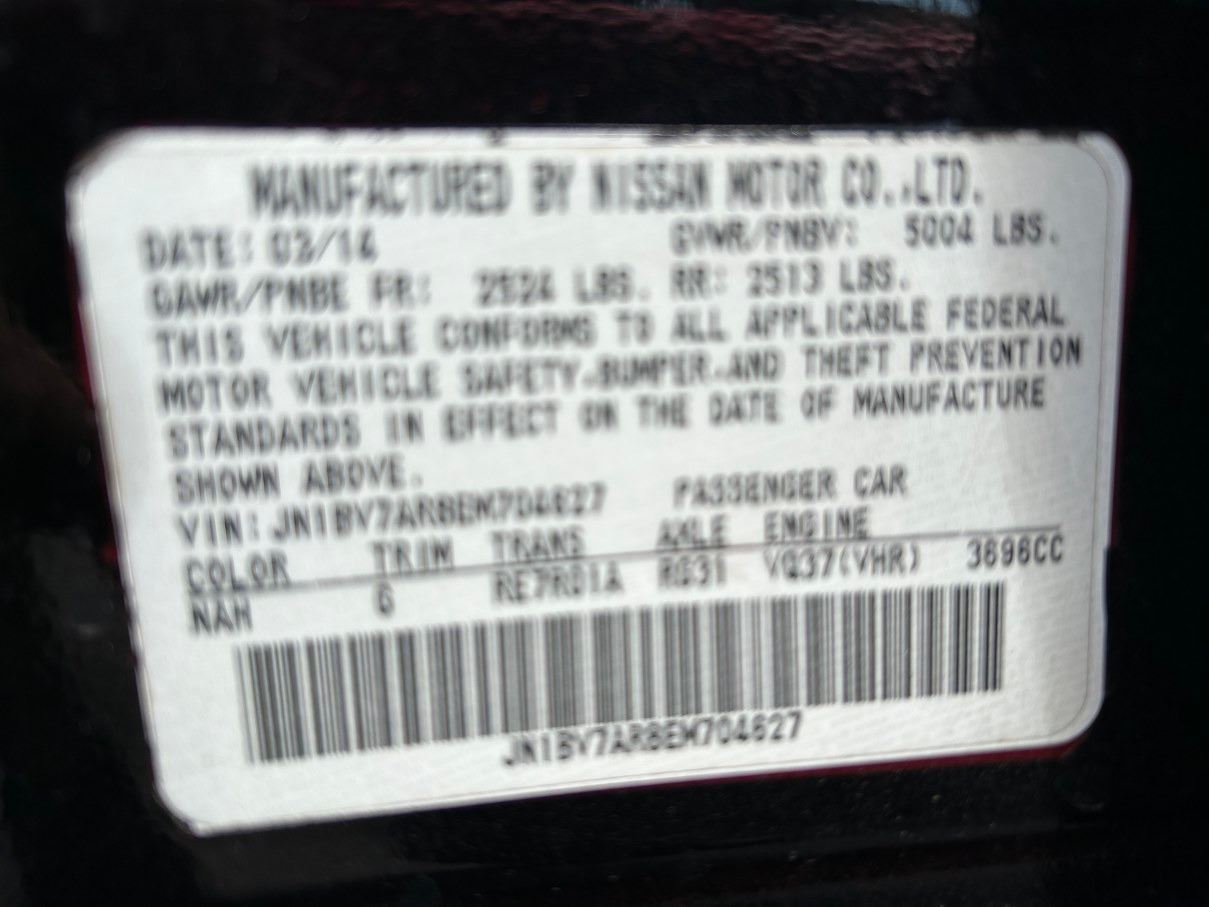 MANUFACTURED BY NISSAN MOTOR CO.,LTD.
DATE: 03/14 GVWR/PNBV: 5004 LBS.
GAWR/PNBE FR: 2524 LBS. RR: 2513 LBS.
THIS VEHICLE CONFORMS TO ALL APPLICABLE FEDERAL
MOTOR VEHICLE SAFETY,BUMPER,AND THEFT PREVENTION
STANDARDS IN EFFECT ON THE DATE OF MANUFACTURE
SHOWN ABOVE.
VIN: JN1BV7AR8EM704627 PASSENGER CAR
COLOR TRIM TRANS AXLE ENGINE
NAH G RE7R01A RG31 VQ37(VHR) 3696CC
JN1BV7AR8EM704627